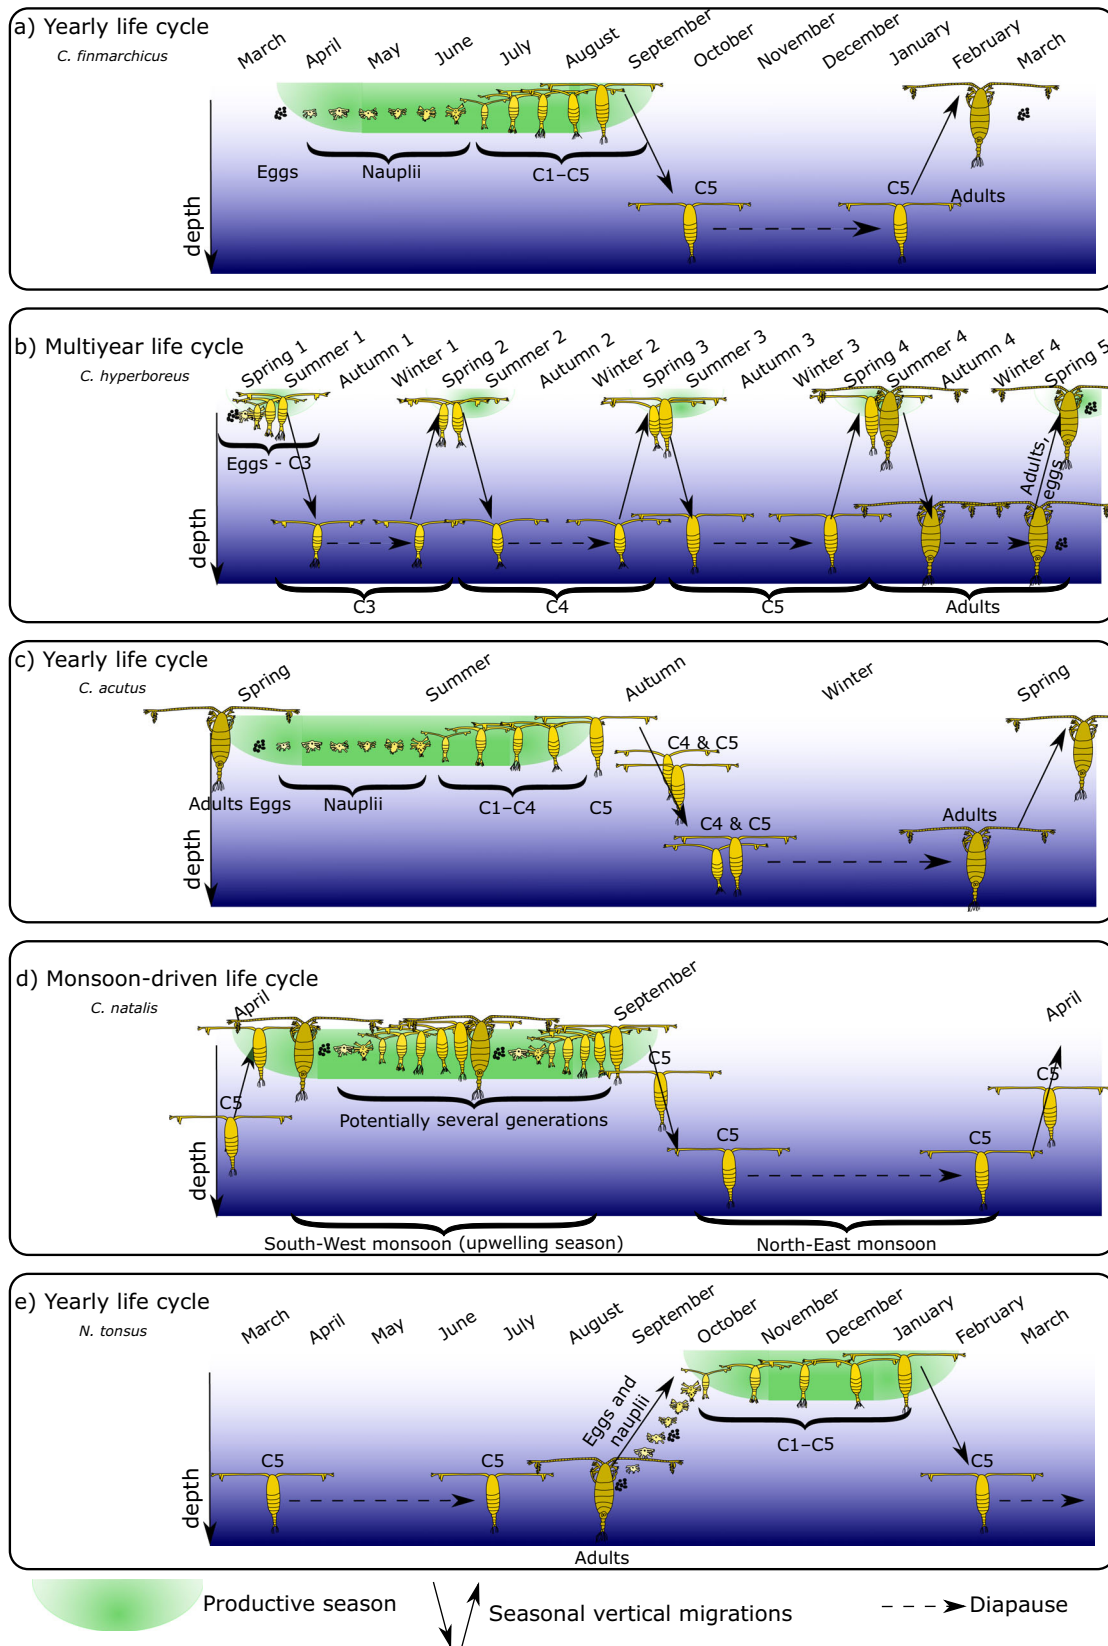 a) Yearly life cycle
C. finmarchicus
March April May June July August September October November December January February March
Eggs Nauplii C1–C5 C5 C5 Adults
depth
b) Multiyear life cycle
C. hyperboreus
Spring 1 Summer 1 Autumn 1 Winter 1 Spring 2 Summer 2 Autumn 2 Winter 2 Spring 3 Summer 3 Autumn 3 Winter 3 Spring 4 Summer 4 Autumn 4 Winter 4 Spring 5
Eggs - C3
Adults, eggs
depth
C3 C4 C5 Adults
c) Yearly life cycle
C. acutus
Spring Summer Autumn Winter Spring
C4 & C5
Adults Eggs Nauplii C1–C4 C5
C4 & C5 Adults
depth
d) Monsoon-driven life cycle
C. natalis
April September April
C5 C5 C5
Potentially several generations
C5 C5
depth
South-West monsoon (upwelling season) North-East monsoon
e) Yearly life cycle
N. tonsus
March April May June July August September October November December January February March
Eggs and nauplii
C1–C5
C5 C5 C5
depth
Adults
Productive season Seasonal vertical migrations Diapause